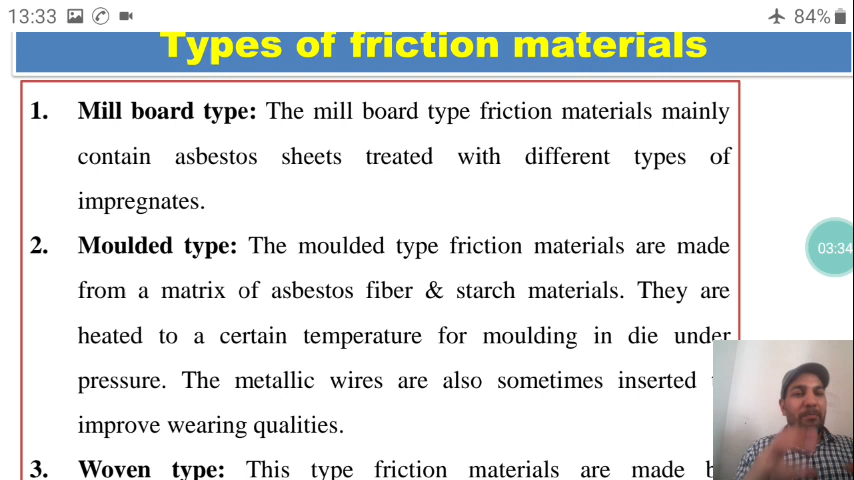 13:33
84%
Types of friction materials
1. Mill board type: The mill board type friction materials mainly
contain asbestos sheets treated with different types of
impregnates.
2. Moulded type: The moulded type friction materials are made
from a matrix of asbestos fiber & starch materials. They are
heated to a certain temperature for moulding in die under
pressure. The metallic wires are also sometimes inserted
improve wearing qualities.
3. Woven type: This type friction materials are made
03:34